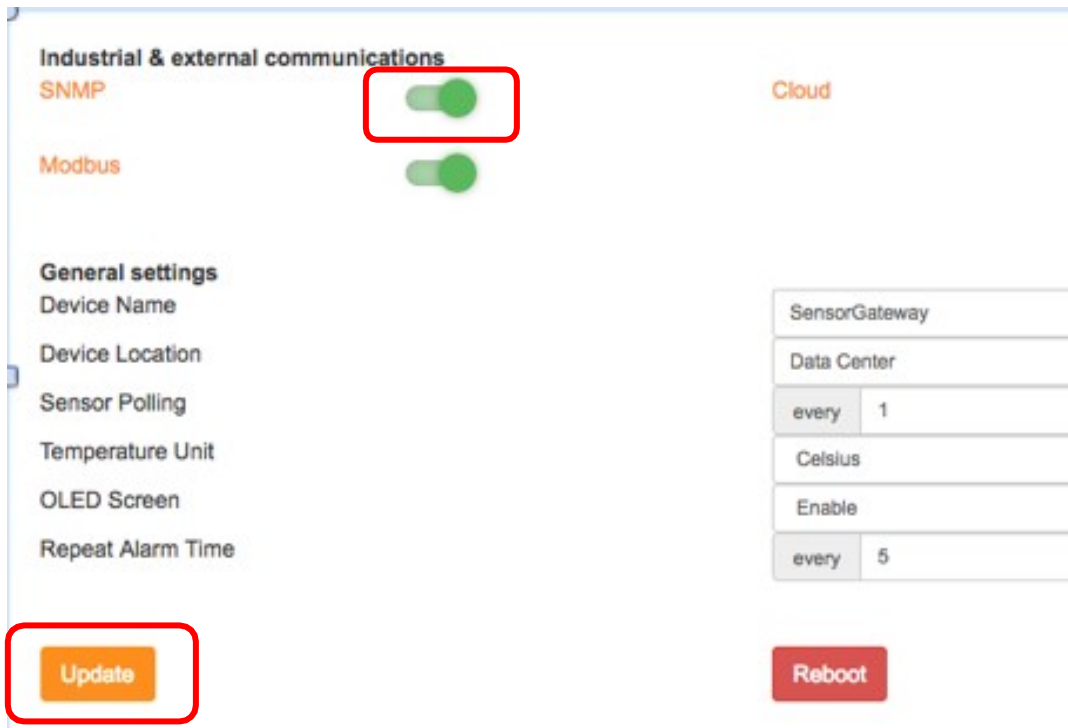 Industrial & external communications
SNMP Cloud
Modbus
General settings
Device Name SensorGateway
Device Location Data Center
Sensor Polling every 1
Temperature Unit Celsius
OLED Screen Enable
Repeat Alarm Time every 5
Update Reboot